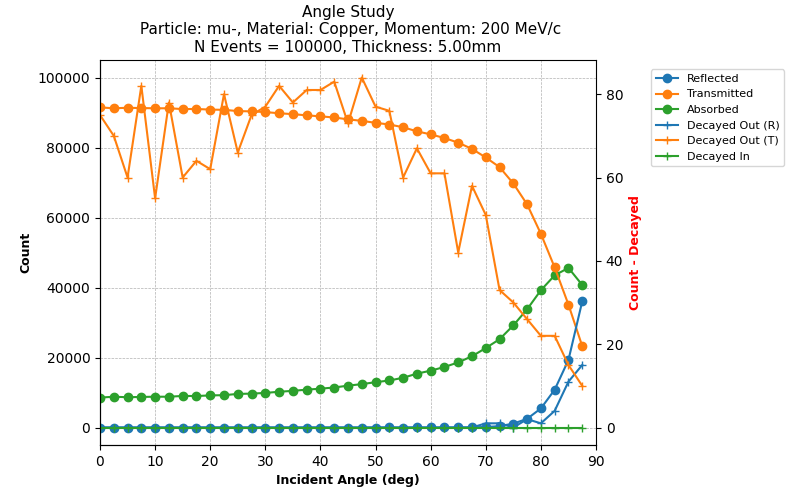 Angle Study
Particle: mu-, Material: Copper, Momentum: 200 MeV/c
N Events = 100000, Thickness: 5.00mm
Reflected
Transmitted
Absorbed
Decayed Out (R)
Decayed Out (T)
Decayed In
Count
100000
80000
60000
40000
20000
0
80
60
40
20
0
Count - Decayed
0 10 20 30 40 50 60 70 80 90
Incident Angle (deg)